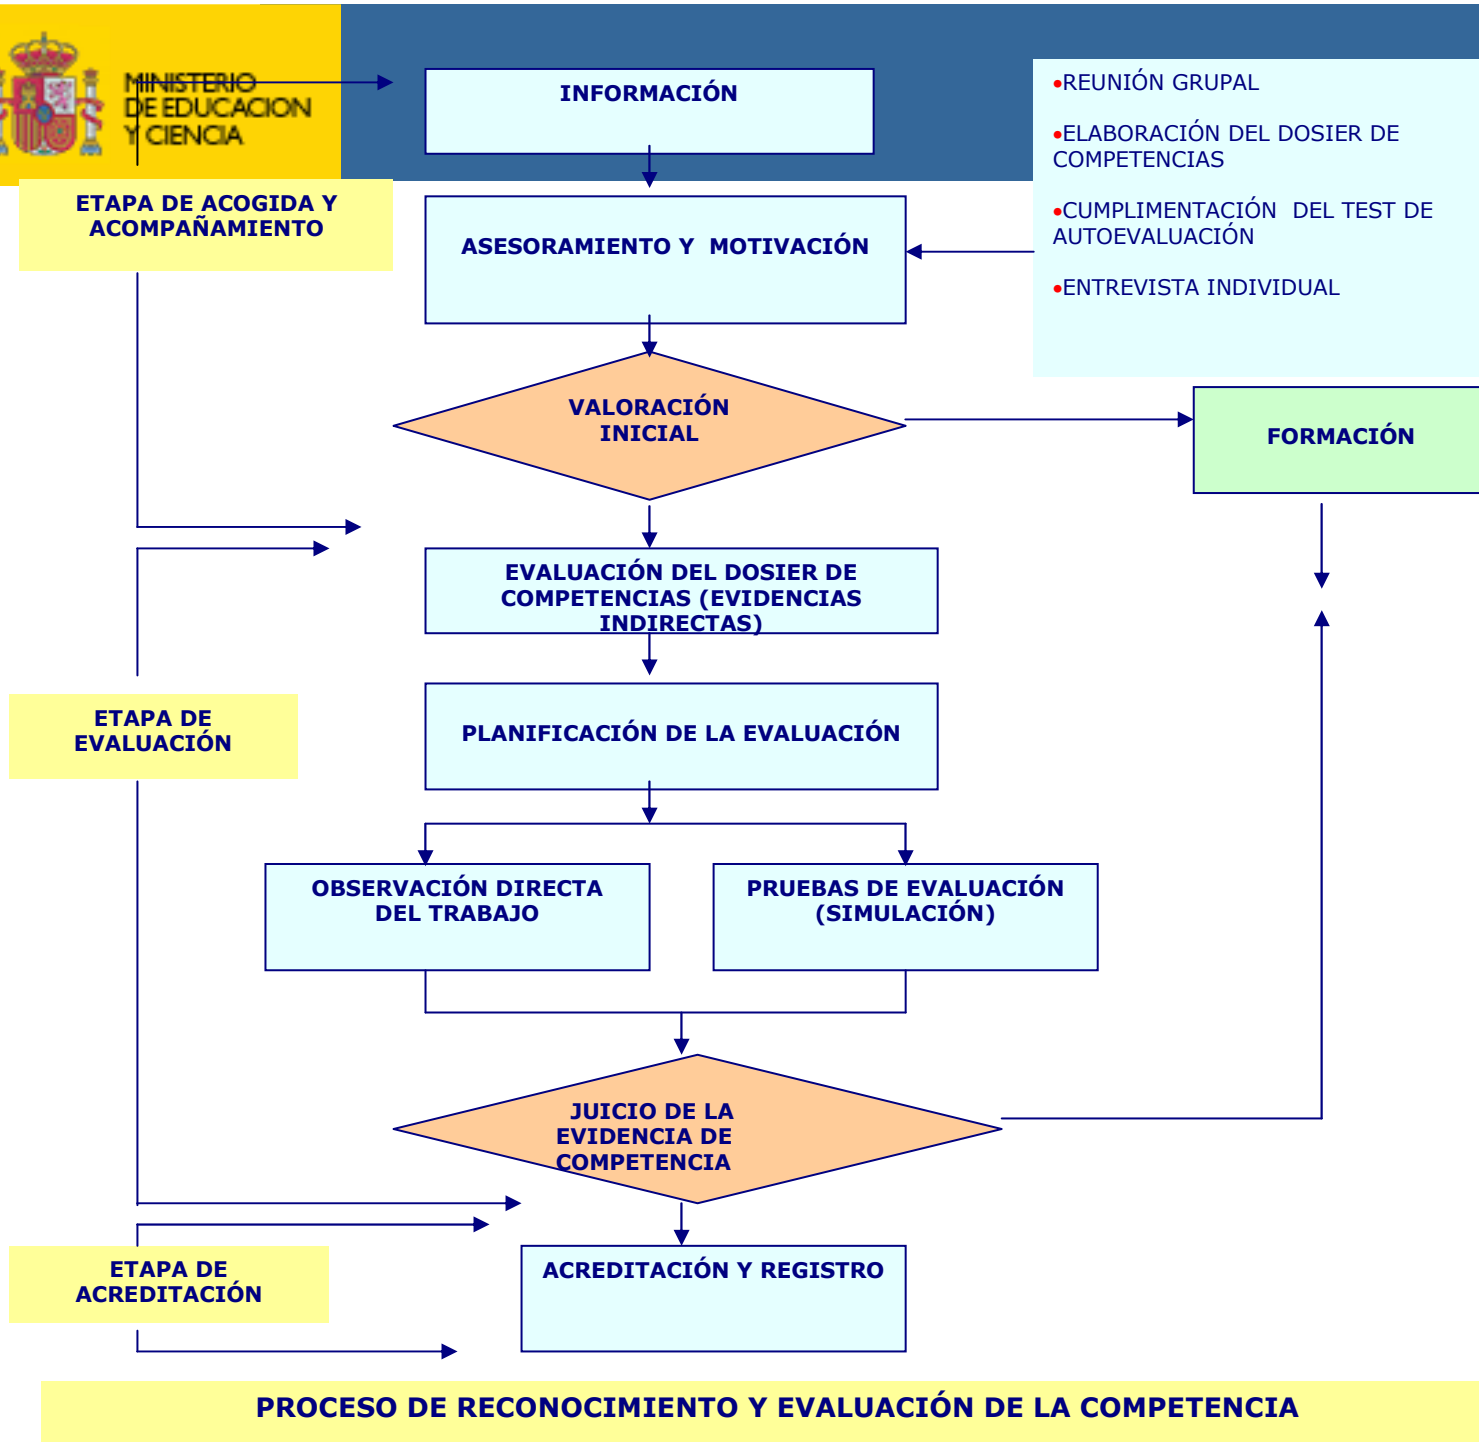 MINISTERIO
DE EDUCACION
Y CIENCIA
INFORMACIÓN
•REUNIÓN GRUPAL
•ELABORACIÓN DEL DOSIER DE
COMPETENCIAS
•CUMPLIMENTACIÓN DEL TEST DE
AUTOEVALUACIÓN
•ENTREVISTA INDIVIDUAL
ETAPA DE ACOGIDA Y
ACOMPAÑAMIENTO
ASESORAMIENTO Y MOTIVACIÓN
VALORACIÓN
INICIAL
FORMACIÓN
EVALUACIÓN DEL DOSIER DE
COMPETENCIAS (EVIDENCIAS
INDIRECTAS)
ETAPA DE
EVALUACIÓN
PLANIFICACIÓN DE LA EVALUACIÓN
OBSERVACIÓN DIRECTA
DEL TRABAJO
PRUEBAS DE EVALUACIÓN
(SIMULACIÓN)
JUICIO DE LA
EVIDENCIA DE
COMPETENCIA
ETAPA DE
ACREDITACIÓN
ACREDITACIÓN Y REGISTRO
PROCESO DE RECONOCIMIENTO Y EVALUACIÓN DE LA COMPETENCIA